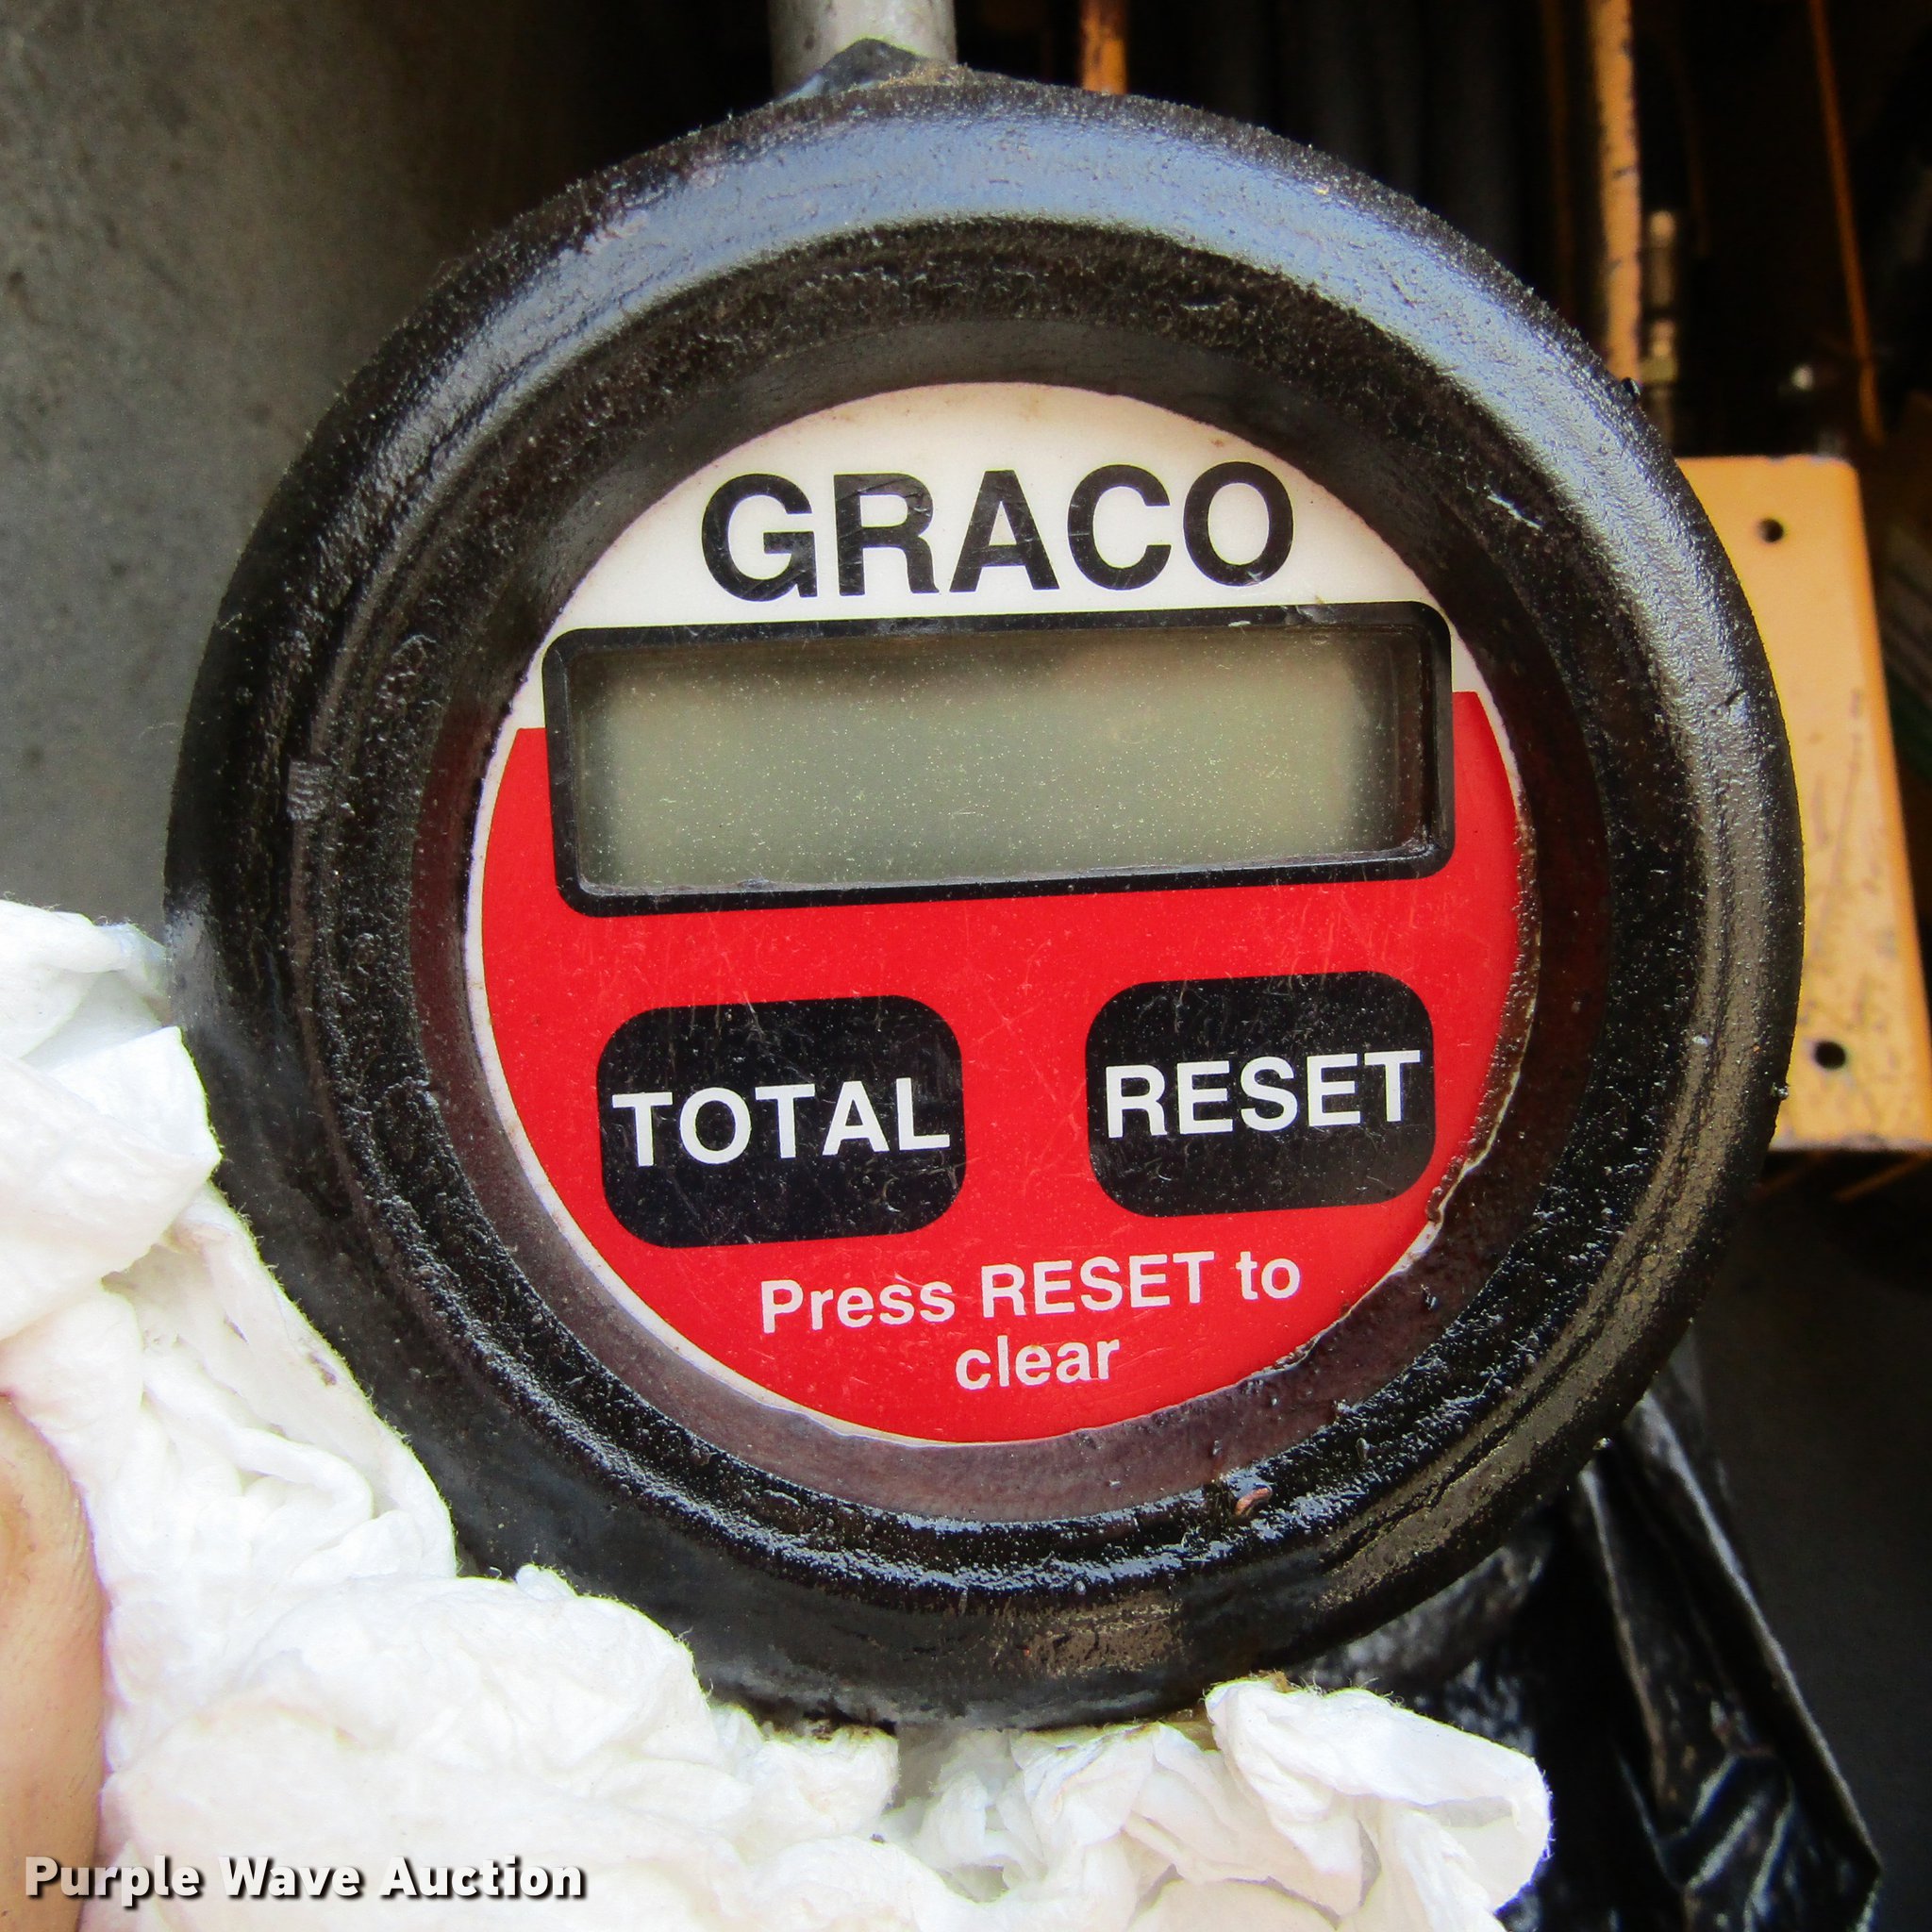 GRACO
TOTAL
RESET
Press RESET to
clear
Purple Wave Auction